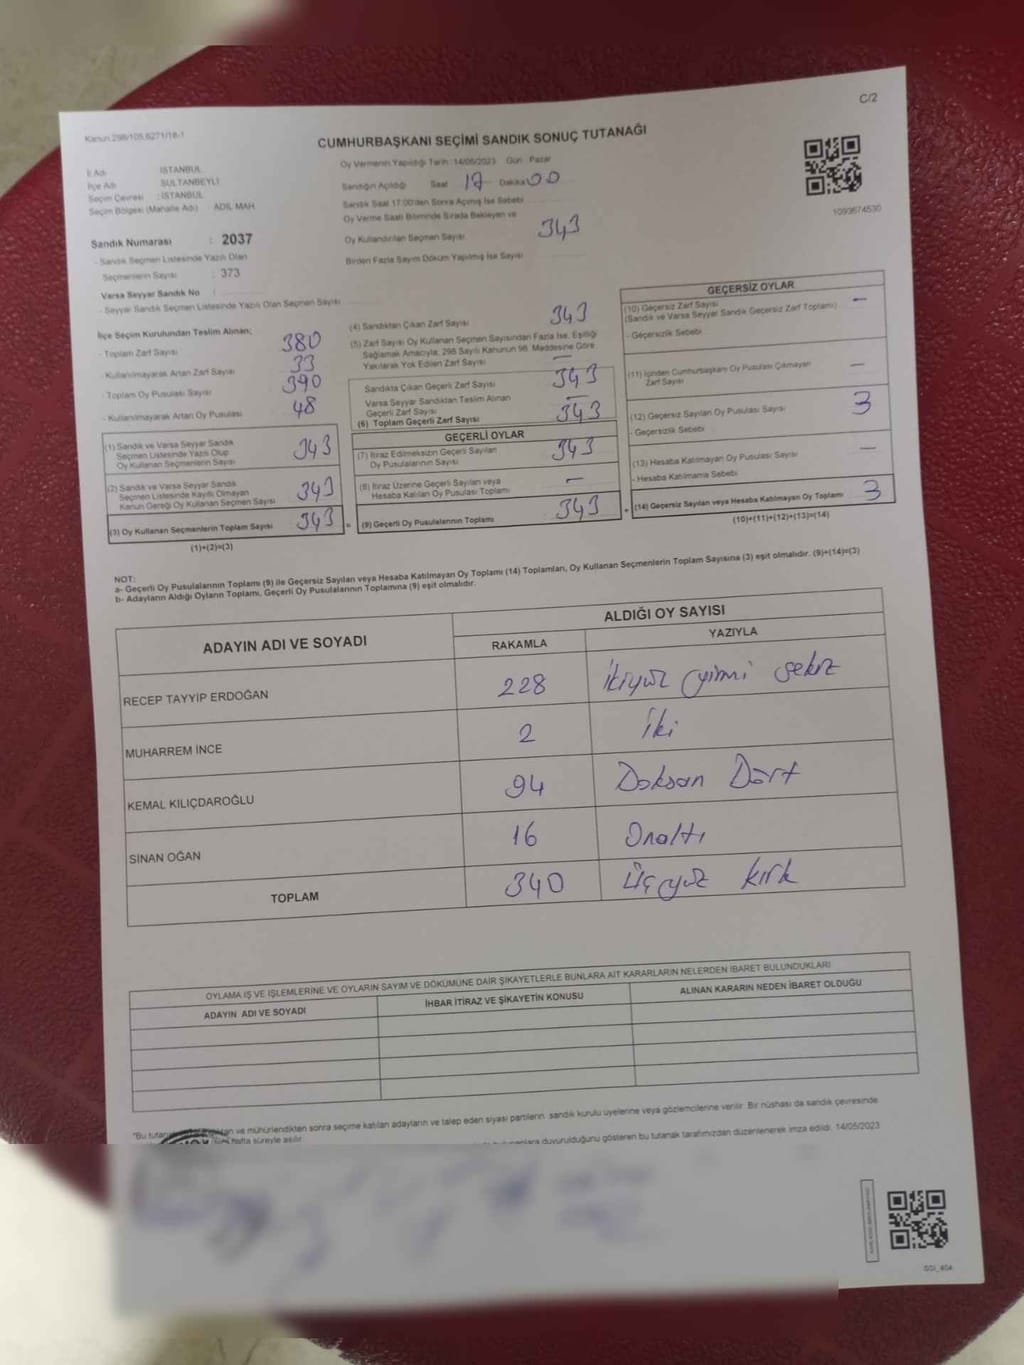 C/2
Kanun 298/105,6271/18-1
CUMHURBAŞKANI SEÇİMİ SANDIK SONUÇ TUTANAĞI
İl Adı İSTANBUL
İlçe Adı SULTANBEYLİ
Seçim Çevresi : İSTANBUL
Seçim Bölgesi (Mahalle Adı) : ADİL MAH
Sandık Numarası : 2037
- Sandık Seçmen Listesinde Yazılı Olan
Seçmenlerin Sayısı : 373
Varsa Seyyar Sandık No :
- Seyyar Sandık Seçmen Listesinde Yazılı Olan Seçmen Sayısı
Oy Vermenin Yapıldığı Tarih : 14/05/2023 Gün Pazar
Sandığın Açıldığı Saat 17 Dakika 00
Sandık Saat 17:00'den Sonra Açımış İse Sebebi
Oy Verme Saati Bitiminde Sırada Bekleyen ve
Oy Kullandırılan Seçmen Sayısı 343
Birden Fazla Sayım Döküm Yapılmış İse Sayısı
1093674530
İlçe Seçim Kurulundan Teslim Alınan;
- Toplam Zarf Sayısı 380
- Kullanılmayarak Artan Zarf Sayısı 33
- Toplam Oy Pusulası Sayısı 390
- Kullanılmayarak Artan Oy Pusulası 48
(1) Sandık ve Varsa Seyyar Sandık
Seçmen Listesinde Yazılı Olup
Oy Kullanan Seçmenlerin Sayısı 343
(2) Sandık ve Varsa Seyyar Sandık
Seçmen Listesinde Kayıtlı Olmayan
Kanun Gereği Oy Kullanan Seçmen Sayısı 343
(3) Oy Kullanan Seçmenlerin Toplam Sayısı 343 =
(1)+(2)=(3)
(4) Sandıktan Çıkan Zarf Sayısı 343
(5) Zarf Sayısı Oy Kullanan Seçmen Sayısından Fazla İse, Eşitliği
Sağlamak Amacıyla, 298 Sayılı Kanunun 98. Maddesine Göre
Yakılarak Yok Edilen Zarf Sayısı —
Sandıkta Çıkan Geçerli Zarf Sayısı 343
Varsa Seyyar Sandıktan Teslim Alınan
Geçerli Zarf Sayısı —
(6) Toplam Geçerli Zarf Sayısı 343
GEÇERLİ OYLAR
(7) İtiraz Edilmeksizin Geçerli Sayılan
Oy Pusulalarının Sayısı 343
(8) İtiraz Üzerine Geçerli Sayılan veya
Hesaba Katılan Oy Pusulası Toplamı —
(9) Geçerli Oy Pusulalarının Toplamı 343 +
GEÇERSİZ OYLAR
(10) Geçersiz Zarf Sayısı —
(Sandık ve Varsa Seyyar Sandık Geçersiz Zarf Toplamı)
- Geçersizlik Sebebi
(11) İçinden Cumhurbaşkanı Oy Pusulası Çıkmayan
Zarf Sayısı —
(12) Geçersiz Sayılan Oy Pusulası Sayısı 3
- Geçersizlik Sebebi
(13) Hesaba Katılmayan Oy Pusulası Sayısı —
- Hesaba Katılmama Sebebi
(14) Geçersiz Sayılan veya Hesaba Katılmayan Oy Toplamı 3
(10)+(11)+(12)+(13)=(14)
NOT:
a- Geçerli Oy Pusulalarının Toplamı (9) ile Geçersiz Sayılan veya Hesaba Katılmayan Oy Toplamı (14) Toplamları, Oy Kullanan Seçmenlerin Toplam Sayısına (3) eşit olmalıdır. (9)+(14)=(3)
b- Adayların Aldığı Oyların Toplamı, Geçerli Oy Pusulalarının Toplamına (9) eşit olmalıdır.
ADAYIN ADI VE SOYADI ALDIĞI OY SAYISI
RAKAMLA YAZIYLA
RECEP TAYYİP ERDOĞAN 228 İkiyüz yirmi sekiz
MUHARREM İNCE 2 İki
KEMAL KILIÇDAROĞLU 94 Doksan Dört
SİNAN OĞAN 16 Onaltı
TOPLAM 340 Üçyüz kırk
OYLAMA İŞ VE İŞLEMLERİNE VE OYLARIN SAYIM VE DÖKÜMÜNE DAİR ŞİKAYETLERLE BUNLARA AİT KARARLARIN NELERDEN İBARET BULUNDUKLARI
ADAYIN ADI VE SOYADI İHBAR İTİRAZ VE ŞİKAYETİN KONUSU ALINAN KARARIN NEDEN İBARET OLDUĞU
"Bu ve mühürlendikten sonra seçime katılan adayların ve talep eden siyasi partilerin sandık kurulu üyelerine veya gözlemcilerine verilir. Bir nüshası da sandık çevresinde
hafta süreyle asılır. duyurulduğunu gösteren bu tutanak tarafımızdan düzenlenerek imza edildi. 14/05/2023